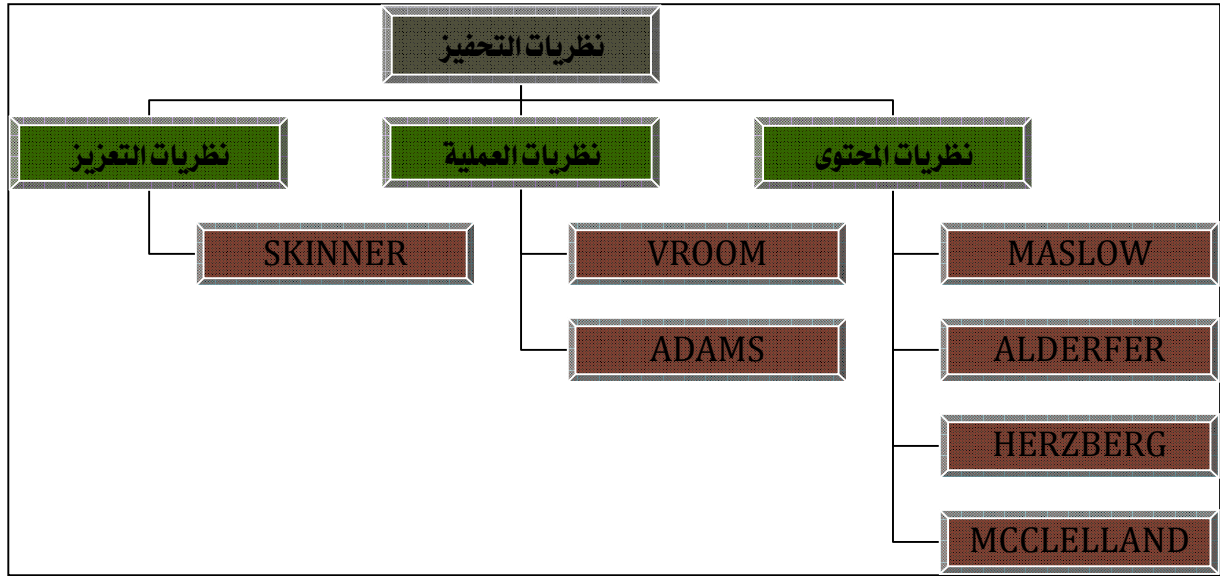 نظريات التحفيز
نظريات المحتوى
نظريات العملية
نظريات التعزيز
MASLOW
VROOM
SKINNER
ALDERFER
ADAMS
HERZBERG
MCCLELLAND